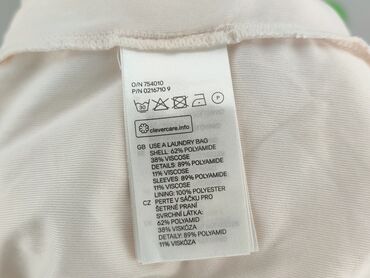 O/N 754010
P/N 0216710 9
30
P
clevercare.info
GB USE A LAUNDRY BAG
SHELL: 62% POLYAMIDE
38% VISCOSE
DETAILS: 89% POLYAMIDE
11% VISCOSE
SLEEVES: 89% POLYAMIDE
11% VISCOSE
LINING: 100% POLYESTER
CZ PERTE V SÁČKU PRO
ŠETRNÉ PRANÍ
SVRCHNÍ LÁTKA:
62% POLYAMID
38% VISKÓZA
DETAILY: 89% POLYAMID
11% VISKÓZA